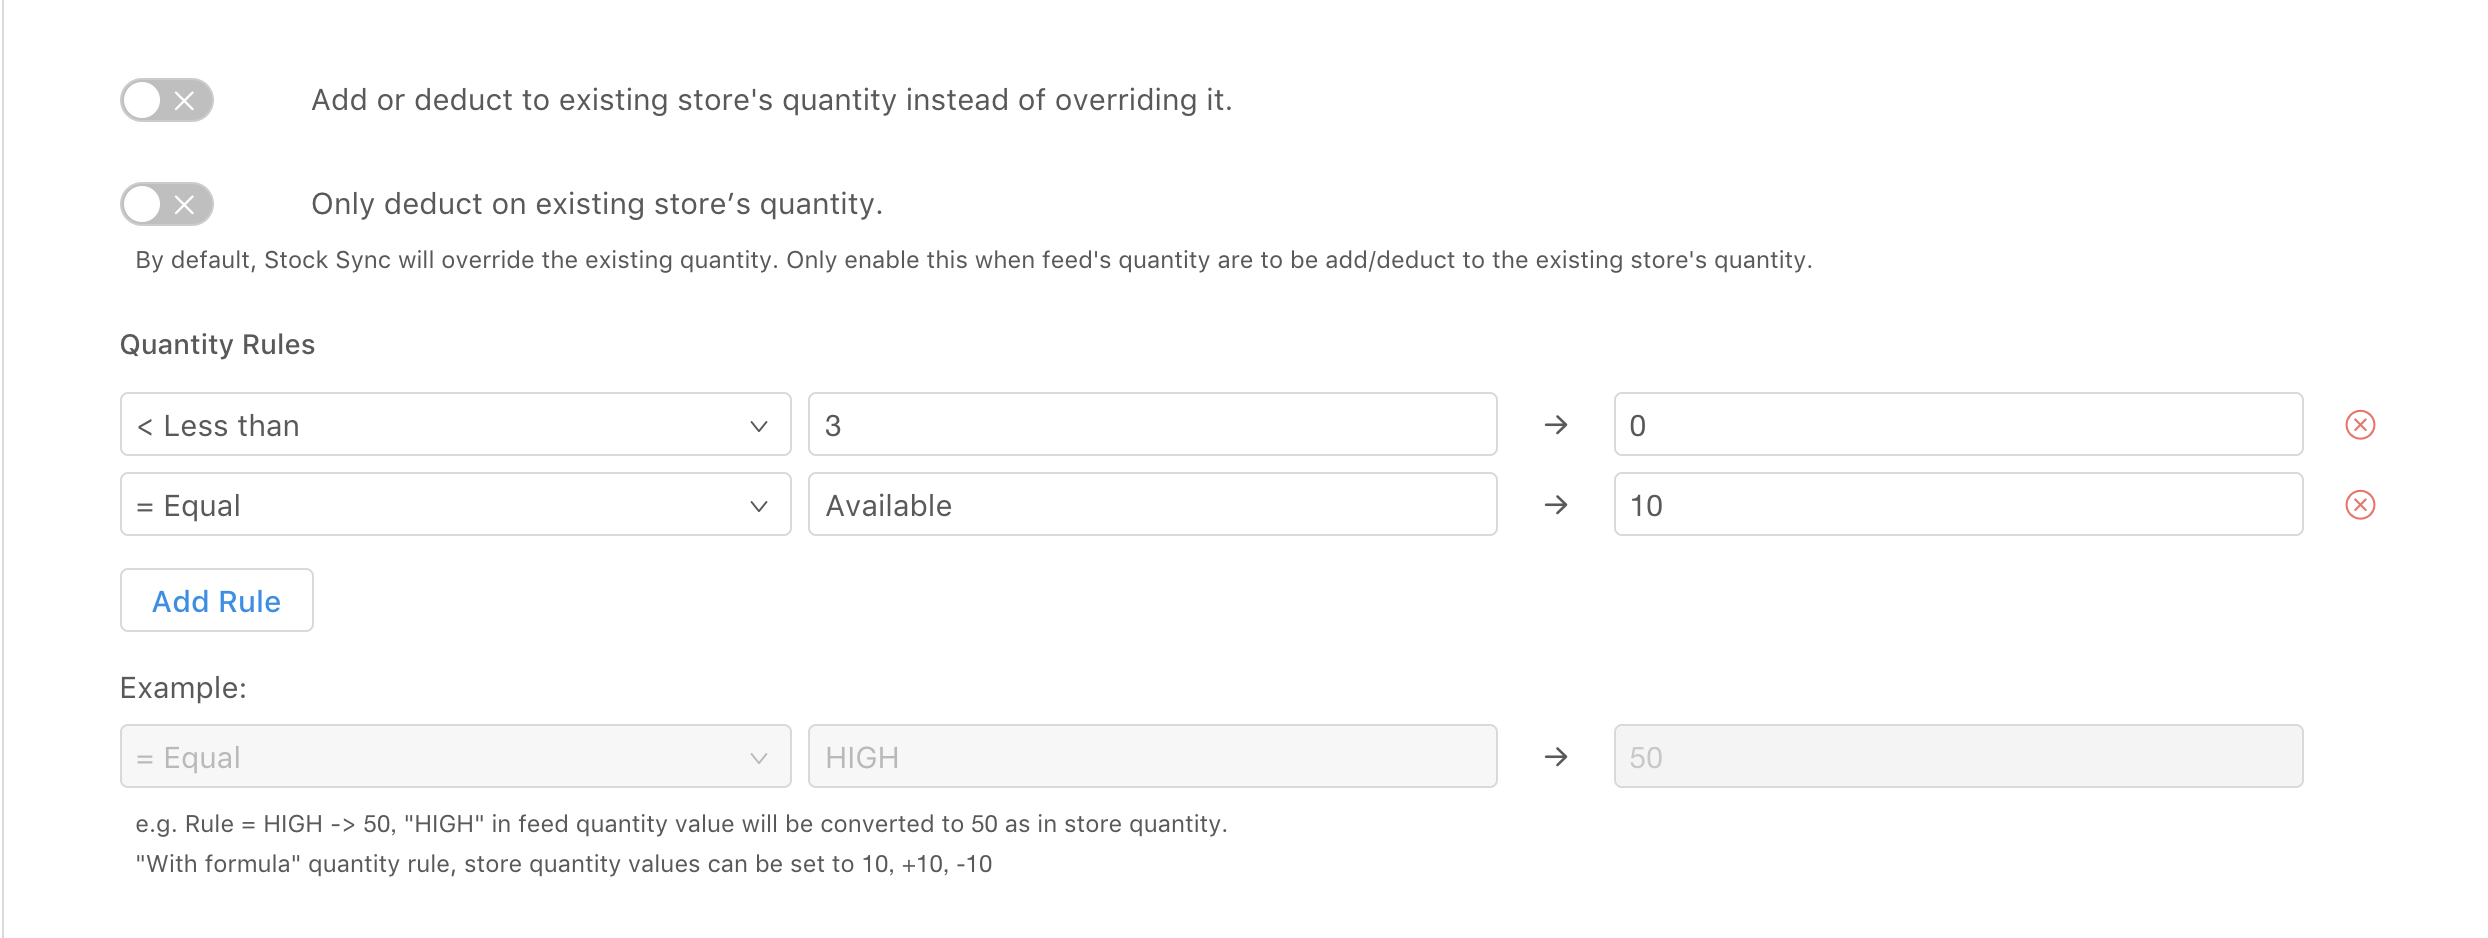 Add or deduct to existing store's quantity instead of overriding it.
Only deduct on existing store’s quantity.
By default, Stock Sync will override the existing quantity. Only enable this when feed's quantity are to be add/deduct to the existing store's quantity.
Quantity Rules
< Less than 3 → 0
= Equal Available → 10
Add Rule
Example:
= Equal HIGH → 50
e.g. Rule = HIGH -> 50, "HIGH" in feed quantity value will be converted to 50 as in store quantity.
"With formula" quantity rule, store quantity values can be set to 10, +10, -10